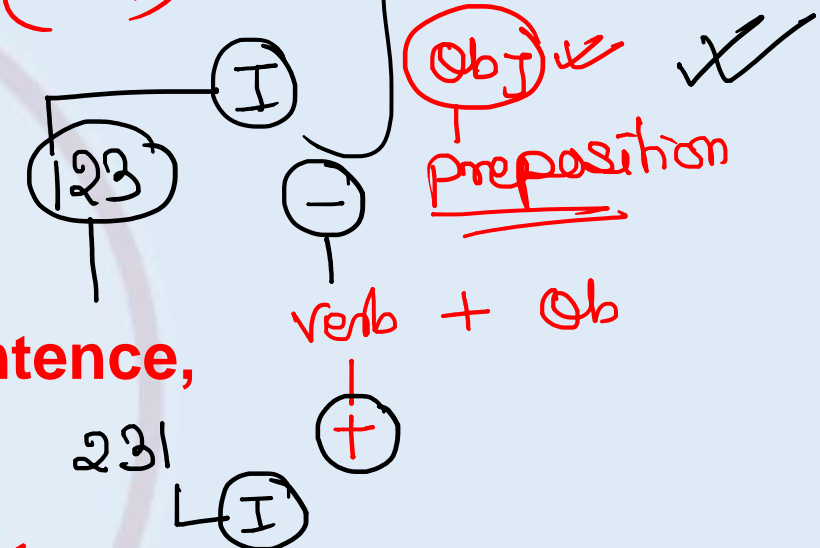 I
Obj
123
preposition
−
verb + Ob
ntence,
+
231
I